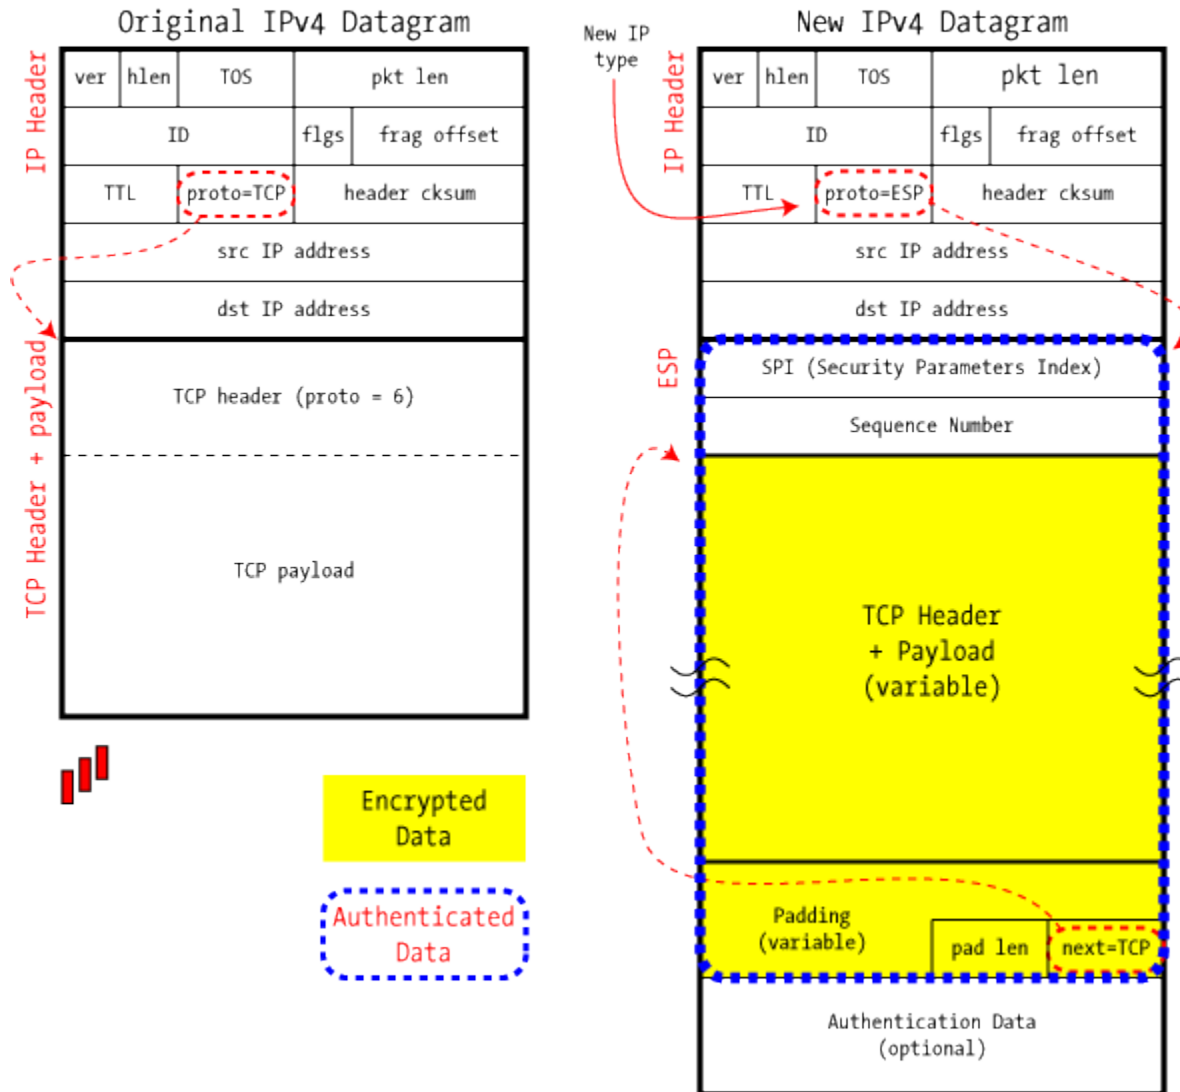 Original IPv4 Datagram
IP Header
ver hlen TOS pkt len
ID flgs frag offset
TTL proto=TCP header cksum
src IP address
dst IP address
TCP Header + payload
TCP header (proto = 6)
TCP payload
Encrypted
Data
Authenticated
Data
New IPv4 Datagram
New IP
type
IP Header
ver hlen TOS pkt len
ID flgs frag offset
TTL proto=ESP header cksum
src IP address
dst IP address
ESP
SPI (Security Parameters Index)
Sequence Number
TCP Header
+ Payload
(variable)
Padding
(variable)
pad len next=TCP
Authentication Data
(optional)